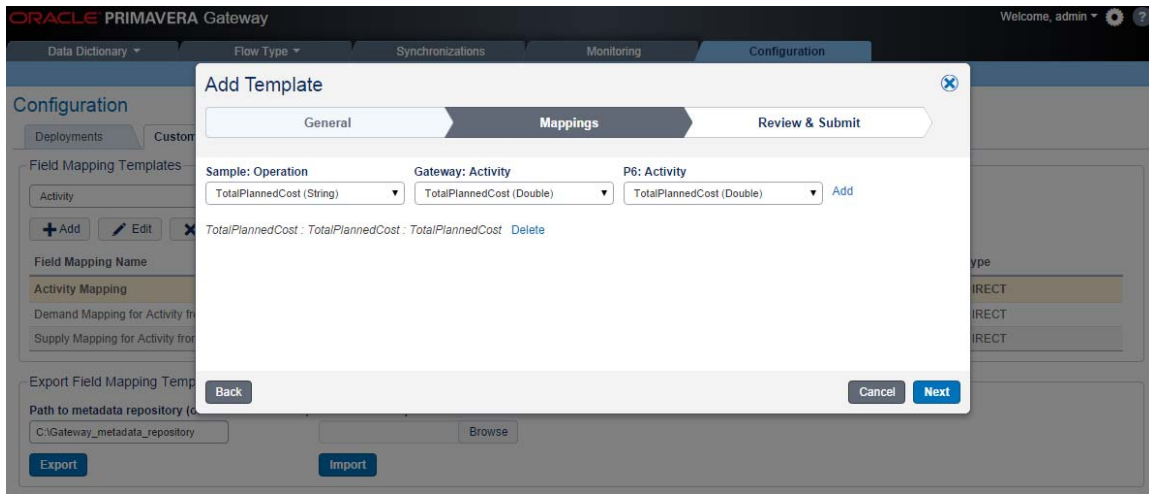 ORACLE PRIMAVERA Gateway
Welcome, admin
?
Data Dictionary
Flow Type
Synchronizations
Monitoring
Configuration
Add Template
Configuration
General
Mappings
Review & Submit
Deployments
Custom
Field Mapping Templates
Sample: Operation
Gateway: Activity
P6: Activity
Activity
TotalPlannedCost (String)
TotalPlannedCost (Double)
TotalPlannedCost (Double)
Add
Add
Edit
TotalPlannedCost : TotalPlannedCost : TotalPlannedCost Delete
Field Mapping Name
ype
Activity Mapping
IRECT
Demand Mapping for Activity fr
IRECT
Supply Mapping for Activity fror
IRECT
Export Field Mapping Temp
Back
Cancel
Next
Path to metadata repository (
C:\Gateway_metadata_repository
Browse
Export
Import